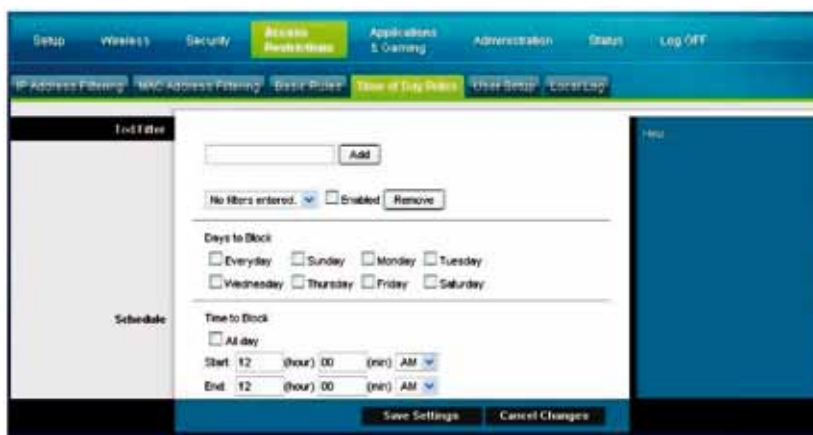 Setup Wireless Security Access Restrictions Applications & Gaming Administration Status Log OFF
IP Address Filtering MAC Address Filtering Basic Rules Time of Day Rules User Setup Local Log
Tod Filter
Help
Add
No filters entered. Enabled Remove
Days to Block
Everyday Sunday Monday Tuesday
Wednesday Thursday Friday Saturday
Schedule
Time to Block
All day
Start 12 (hour) 00 (min) AM
End 12 (hour) 00 (min) AM
Save Settings Cancel Changes